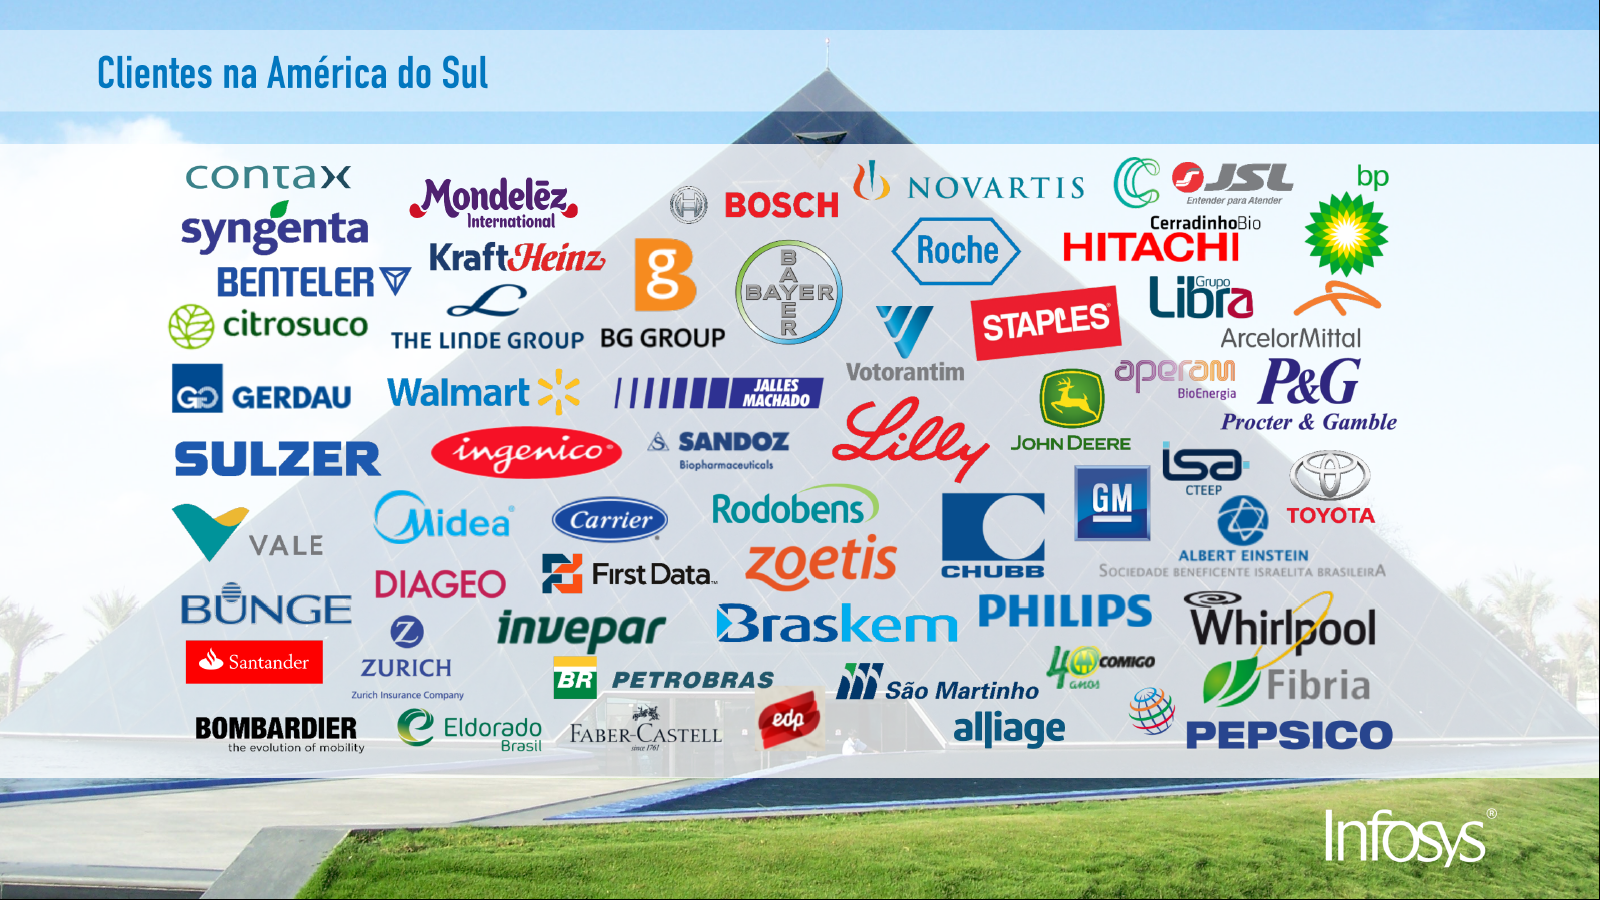 Clientes na América do Sul
contax
syngenta
BENTELER
citrosuco
Mondelēz
International
KraftHeinz
THE LINDE GROUP
BOSCH
g
BG GROUP
BAYER
BAYER
NOVARTIS
Roche
JSL
Entender para Atender
CerradinhoBio
HITACHI
bp
Grupo
Libra
ArcelorMittal
STAPLES
Votorantim
GERDAU
Walmart
JALLES
MACHADO
Lilly
JOHN DEERE
aperam
BioEnergia
P&G
Procter & Gamble
SULZER
ingenico
SANDOZ
Biopharmaceuticals
GM
isa
CTEEP
TOYOTA
VALE
Midea
Carrier
Rodobens
CHUBB
ALBERT EINSTEIN
SOCIEDADE BENEFICENTE ISRAELITA BRASILEIRA
DIAGEO
First Data
zoetis
BUNGE
Z
ZURICH
Zurich Insurance Company
invepar
Braskem
PHILIPS
Whirlpool
Santander
BR PETROBRAS
São Martinho
40 anos
COMIGO
Fibria
BOMBARDIER
the evolution of mobility
Eldorado
Brasil
FABER-CASTELL
since 1761
edp
alliage
PEPSICO
Infosys®